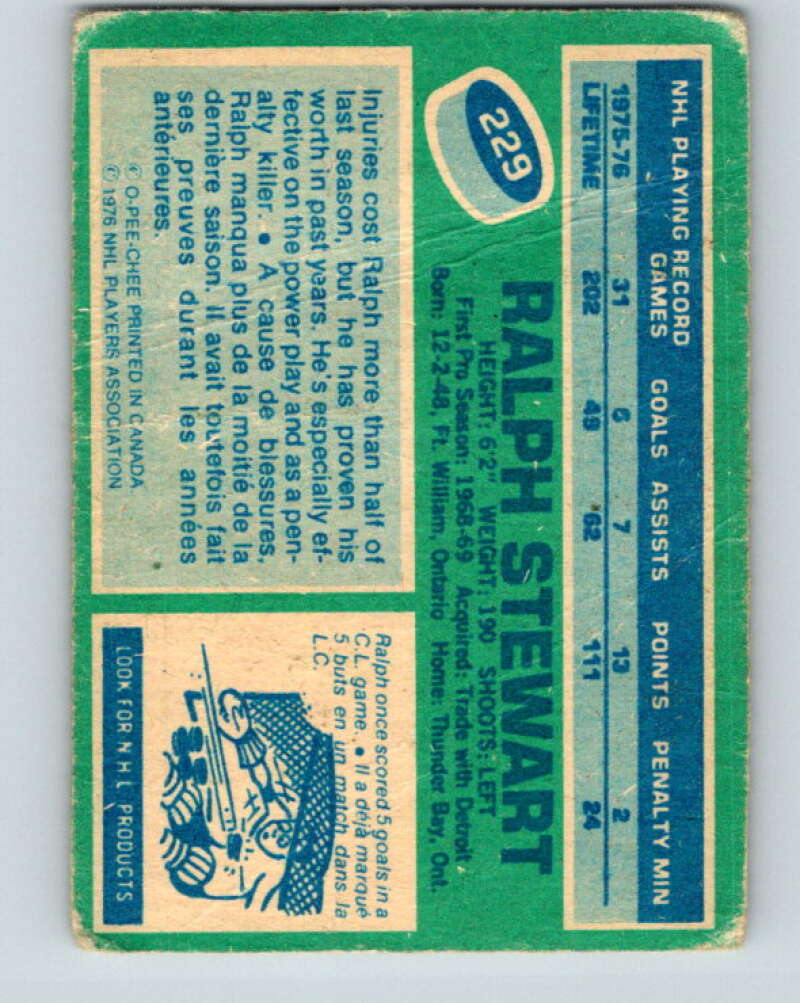 NHL PLAYING RECORD
GAMES GOALS ASSISTS POINTS PENALTY MIN
1975-76 31 6 7 13 2
LIFETIME 202 49 62 111 24
229
RALPH STEWART
HEIGHT: 6'2" WEIGHT: 190 SHOOTS: LEFT
First Pro Season: 1968-69 Acquired: Trade with Detroit
Born: 12-2-48, Ft. William, Ontario Home: Thunder Bay, Ont.
Injuries cost Ralph more than half of
last season, but he has proven his
worth in past years. He's especially ef-
fective on the power play and as a pen-
alty killer. • A cause de blessures,
Ralph manqua plus de la moitié de la
dernière saison. Il avait toutefois fait
ses preuves durant les années
antérieures.
© O-PEE-CHEE PRINTED IN CANADA
© 1976 NHL PLAYERS ASSOCIATION
Ralph once scored 5 goals in a
C.L. game. • Il a déjà marqué
5 buts en un match dans la
L.C.
LOOK FOR N H L PRODUCTS